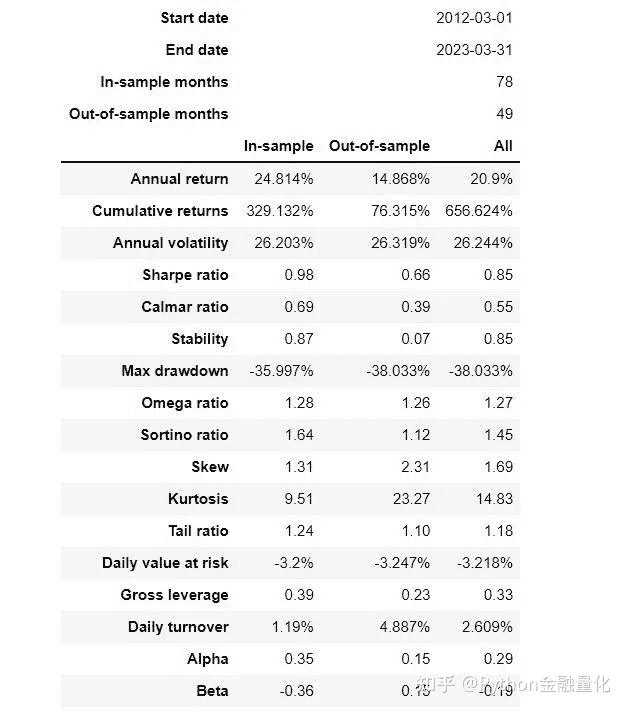 Start date 2012-03-01
End date 2023-03-31
In-sample months 78
Out-of-sample months 49
In-sample Out-of-sample All
Annual return 24.814% 14.868% 20.9%
Cumulative returns 329.132% 76.315% 656.624%
Annual volatility 26.203% 26.319% 26.244%
Sharpe ratio 0.98 0.66 0.85
Calmar ratio 0.69 0.39 0.55
Stability 0.87 0.07 0.85
Max drawdown -35.997% -38.033% -38.033%
Omega ratio 1.28 1.26 1.27
Sortino ratio 1.64 1.12 1.45
Skew 1.31 2.31 1.69
Kurtosis 9.51 23.27 14.83
Tail ratio 1.24 1.10 1.18
Daily value at risk -3.2% -3.247% -3.218%
Gross leverage 0.39 0.23 0.33
Daily turnover 1.19% 4.887% 2.609%
Alpha 0.35 0.15 0.29
Beta -0.36 0.15 -0.19
知乎 @Python金融量化